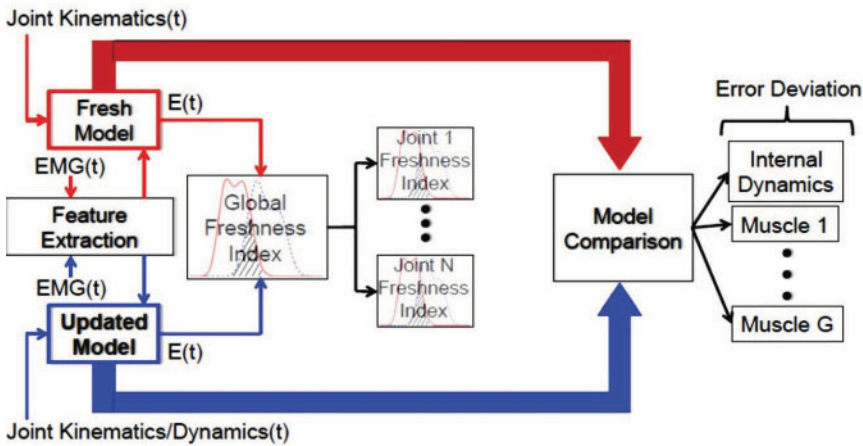 Joint Kinematics(t)
Fresh
Model
E(t)
EMG(t)
Feature
Extraction
EMG(t)
Updated
Model
E(t)
Joint Kinematics/Dynamics(t)
Global
Freshness
Index
Joint 1
Freshness
Index
Joint N
Freshness
Index
Model
Comparison
Error Deviation
Internal
Dynamics
Muscle 1
Muscle G